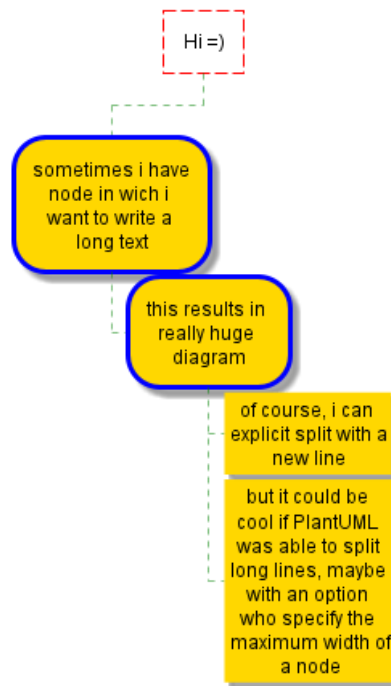 Hi =)
sometimes i have
node in wich i
want to write a
long text
this results in
really huge
diagram
of course, i can
explicit split with a
new line
but it could be
cool if PlantUML
was able to split
long lines, maybe
with an option
who specify the
maximum width of
a node